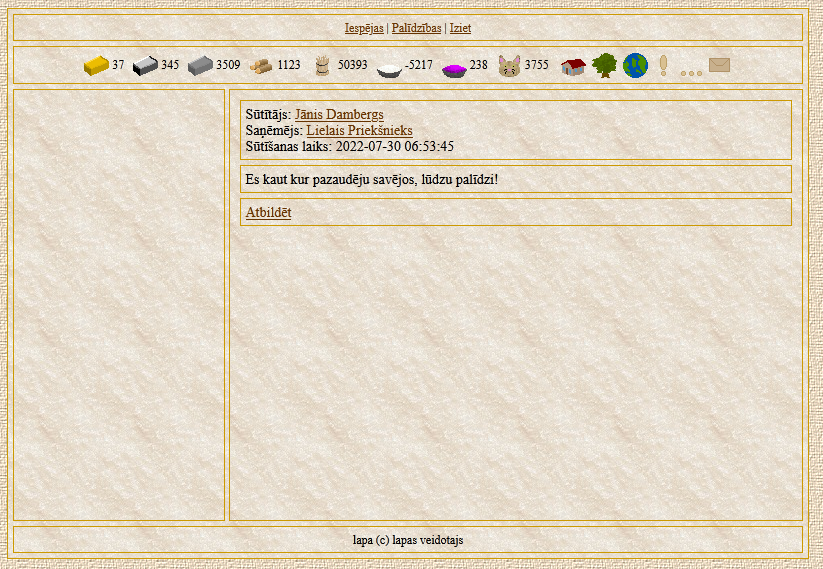 Iespējas | Palīdzības | Iziet
37 345 3509 1123 50393 -5217 238 3755
Sūtītājs: Jānis Dambergs
Saņēmējs: Lielais Priekšnieks
Sūtīšanas laiks: 2022-07-30 06:53:45
Es kaut kur pazaudēju savējos, lūdzu palīdzi!
Atbildēt
lapa (c) lapas veidotajs